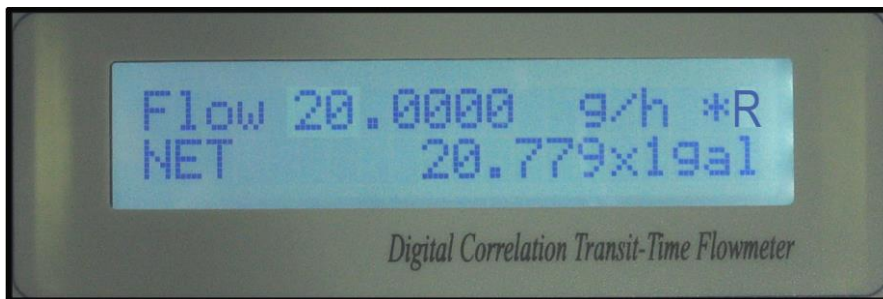 Flow 20.0000 g/h *R
NET 20.779x1gal
Digital Correlation Transit-Time Flowmeter